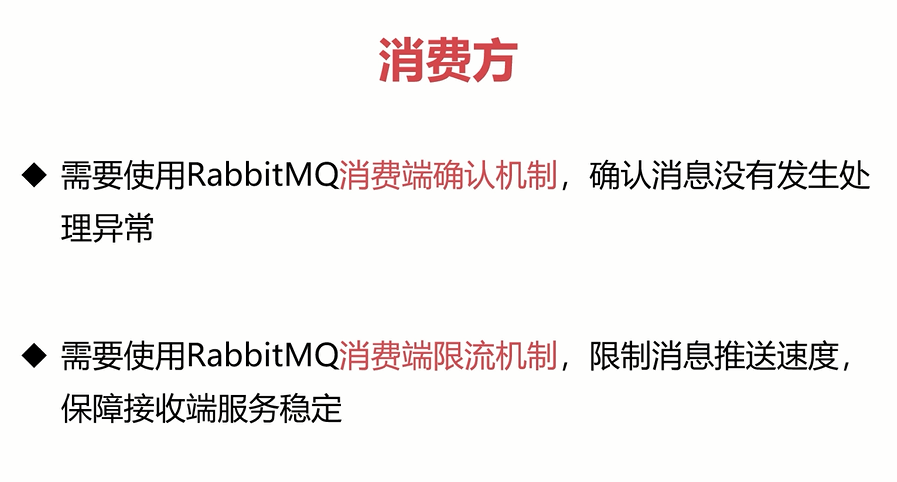 消费方
◆ 需要使用RabbitMQ消费端确认机制，确认消息没有发生处
理异常
◆ 需要使用RabbitMQ消费端限流机制，限制消息推送速度，
保障接收端服务稳定